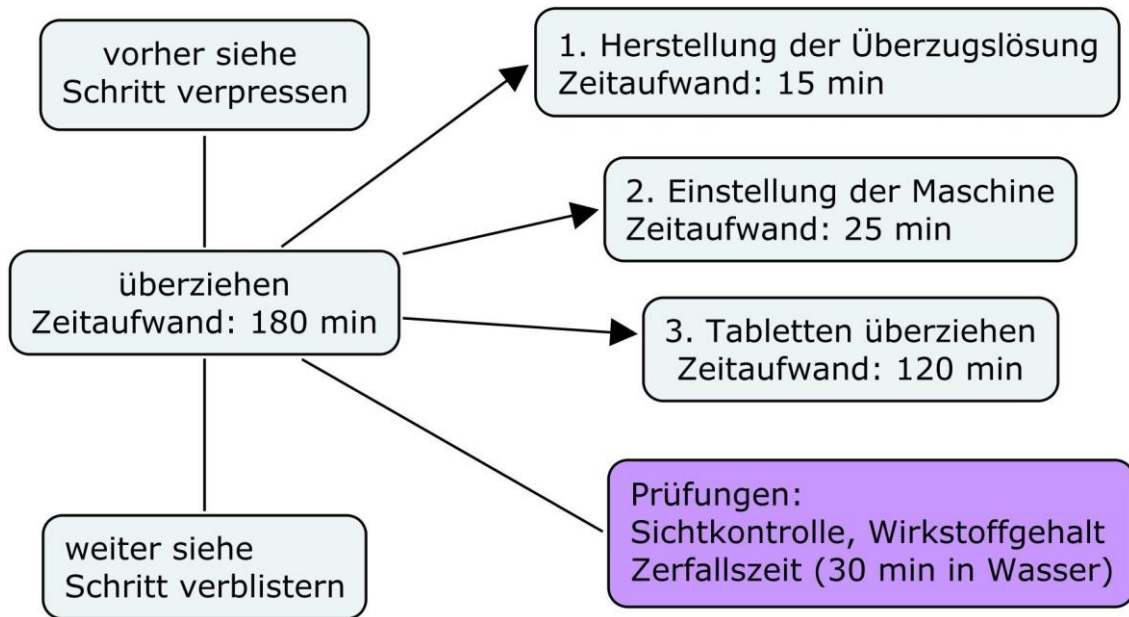 vorher siehe
Schritt verpressen
überziehen
Zeitaufwand: 180 min
weiter siehe
Schritt verblistern
1. Herstellung der Überzugslösung
Zeitaufwand: 15 min
2. Einstellung der Maschine
Zeitaufwand: 25 min
3. Tabletten überziehen
Zeitaufwand: 120 min
Prüfungen:
Sichtkontrolle, Wirkstoffgehalt
Zerfallszeit (30 min in Wasser)